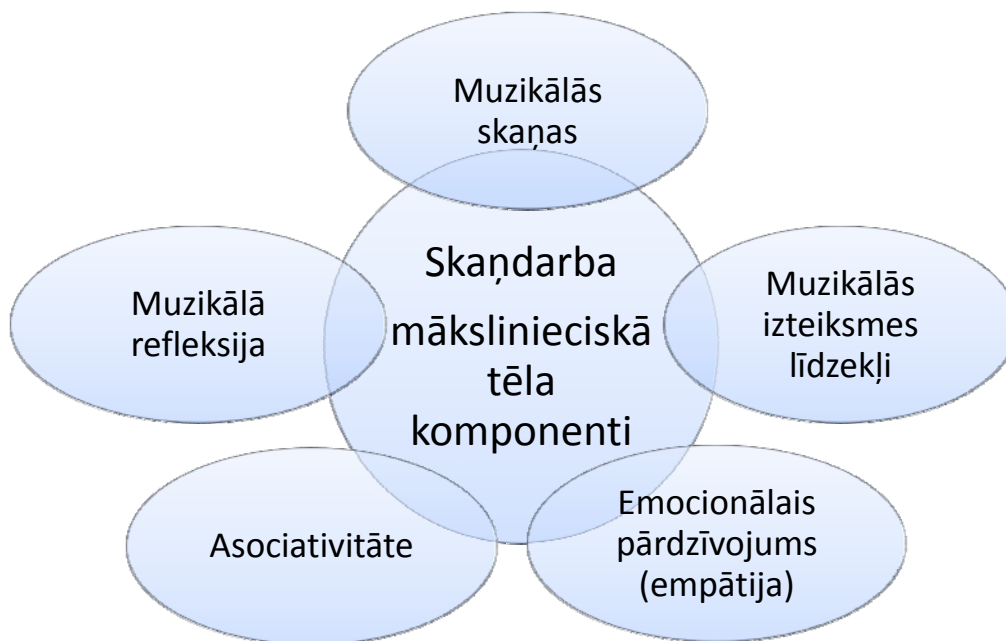 Muzikālās
skaņas
Skaņdarba
mākslinieciskā
tēla
komponenti
Muzikālā
refleksija
Muzikālās
izteiksmes
līdzekļi
Asociativitāte
Emocionālais
pārdzīvojums
(empātija)